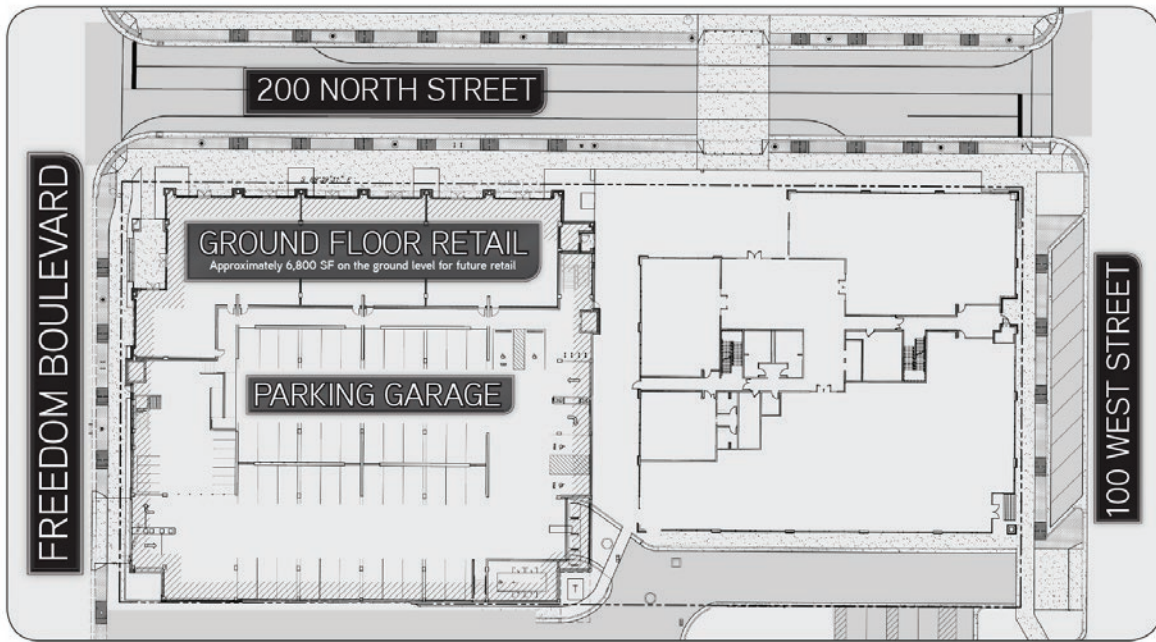 200 NORTH STREET
FREEDOM BOULEVARD
GROUND FLOOR RETAIL
Approximately 6,800 SF on the ground level for future retail
PARKING GARAGE
100 WEST STREET
T